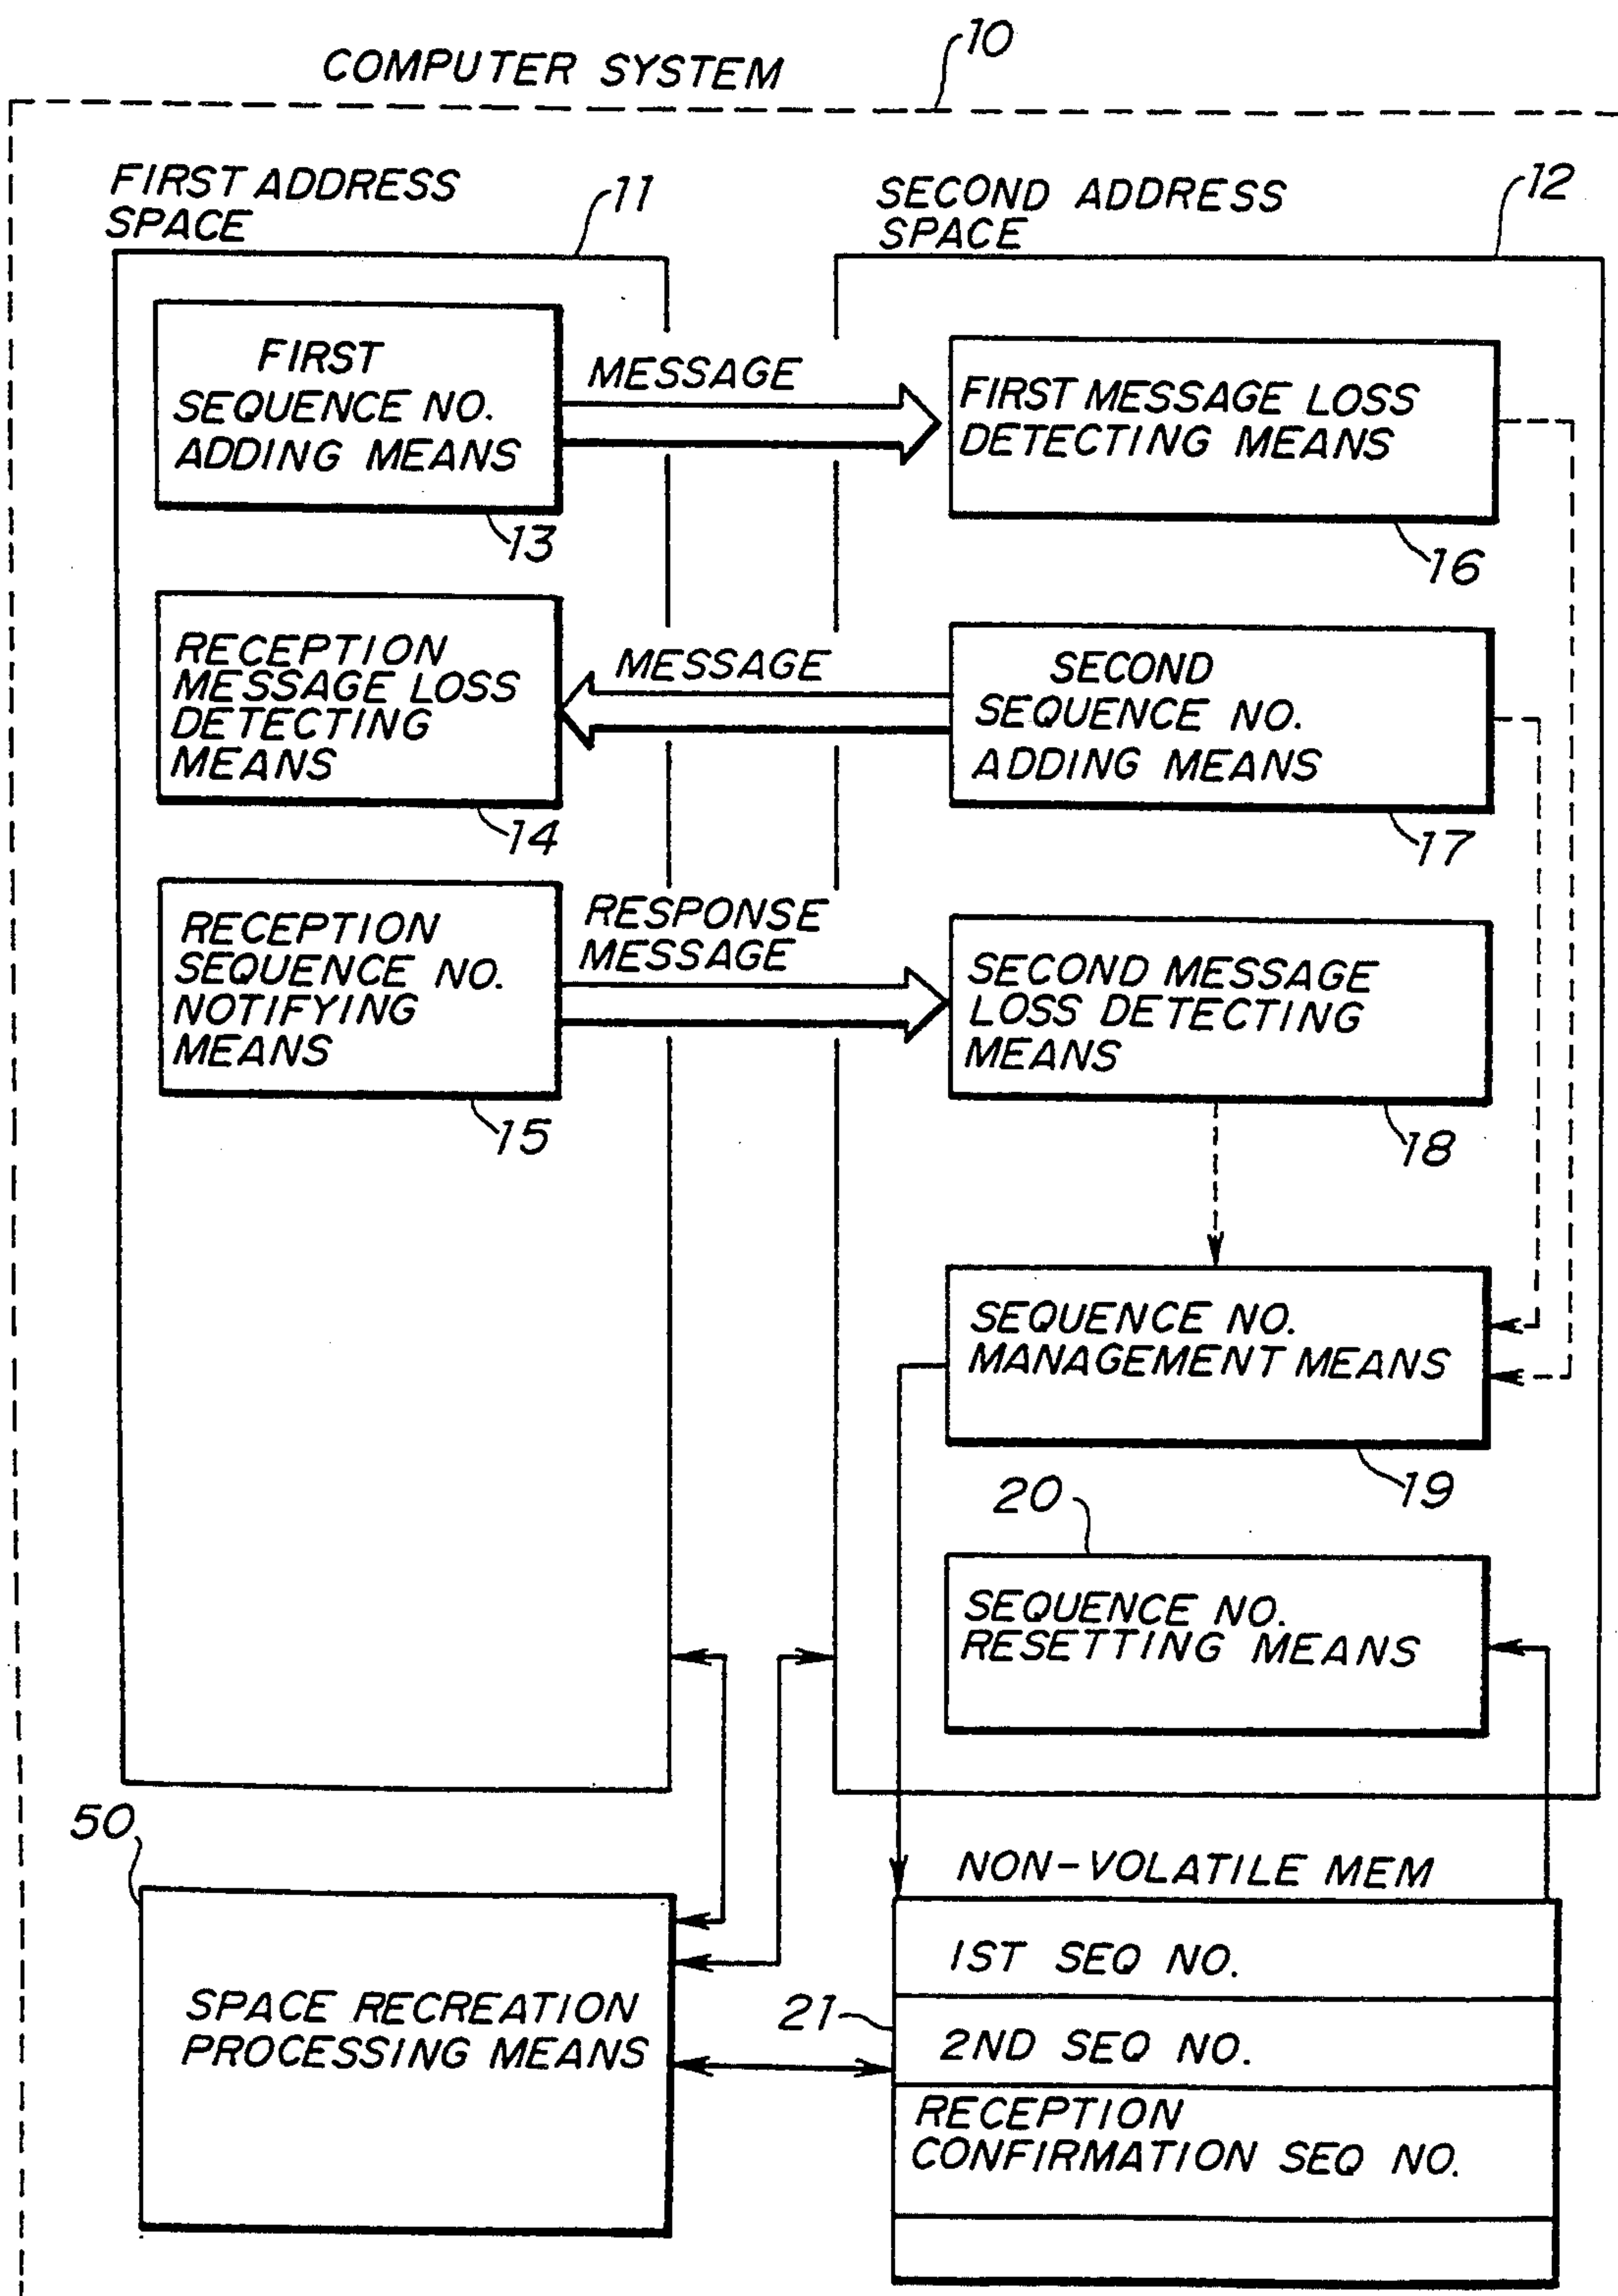 COMPUTER SYSTEM
10
FIRST ADDRESS
SPACE
11
SECOND ADDRESS
SPACE
12
FIRST
SEQUENCE NO.
ADDING MEANS
13
MESSAGE
FIRST MESSAGE LOSS
DETECTING MEANS
16
RECEPTION
MESSAGE LOSS
DETECTING
MEANS
14
MESSAGE
SECOND
SEQUENCE NO.
ADDING MEANS
17
RECEPTION
SEQUENCE NO.
NOTIFYING
MEANS
15
RESPONSE
MESSAGE
SECOND MESSAGE
LOSS DETECTING
MEANS
18
SEQUENCE NO.
MANAGEMENT MEANS
19
20
SEQUENCE NO.
RESETTING MEANS
50
SPACE RECREATION
PROCESSING MEANS
NON-VOLATILE MEM
21
1ST SEQ NO.
2ND SEQ NO.
RECEPTION
CONFIRMATION SEQ NO.